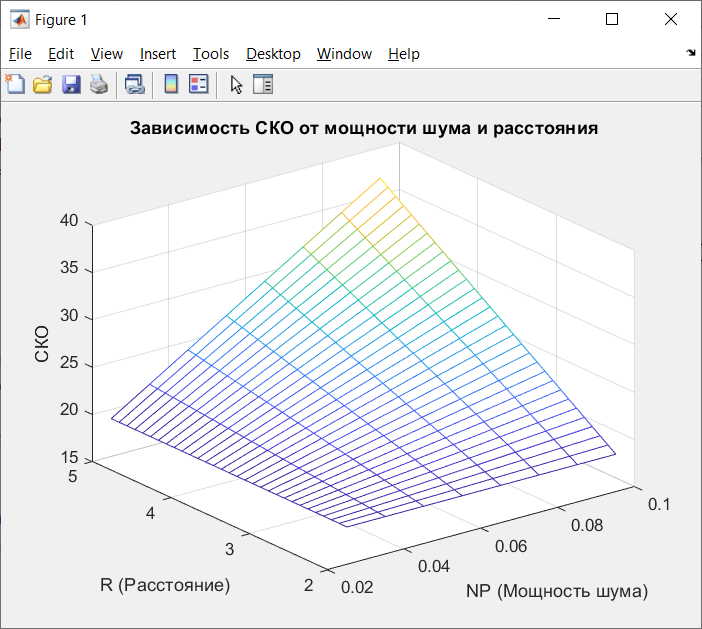 Figure 1
File Edit View Insert Tools Desktop Window Help
Зависимость СКО от мощности шума и расстояния
40
35
30
25
20
15
СКО
5
4
3
2
R (Расстояние)
0.02
0.04
0.06
0.08
0.1
NP (Мощность шума)